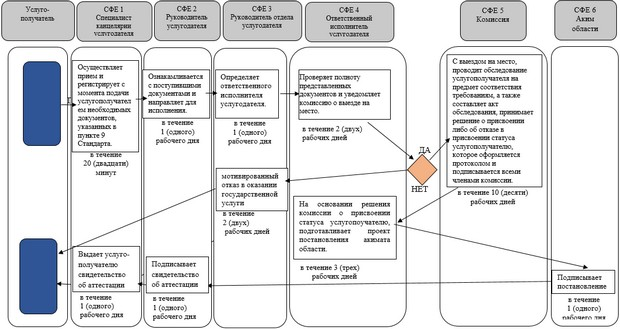 Услуго-
получатель
СФЕ 1
Специалист
канцелярии
услугодателя
СФЕ 2
Руководитель
услугодателя
СФЕ 3
Руководитель отдела
услугодателя
СФЕ 4
Ответственный
исполнитель
услугодателя
СФЕ 5
Комиссия
СФЕ 6
Аким
области
Осуществляет
прием и
регистрирует с
момента подачи
услугополучател
ем необходимых
документов,
указанных в
пункте 9
Стандарта.
в течение
20 (двадцати)
минут
Ознакамливается
с поступившими
документами и
направляет для
исполнения.
в течение
1 (одного)
рабочего дня
Определяет
ответственного
исполнителя
услугодателя.
в течение
1 (одного)
рабочего дня
Проверяет полноту
представленных
документов и уведомляет
комиссию о выезде на
место.
в течение 2 (двух)
рабочих дней
С выездом на место,
проводит обследование
услугополучателя на
предмет соответствия
требованиям, а также
составляет акт
обследования, принимает
решение о присвоении
либо об отказе в
присвоении статуса
услугополучателю,
которое оформляется
протоколом и
подписывается всеми
членами комиссии.
в течение 10 (десяти)
рабочих дней
ДА
НЕТ
мотивированный
отказ в оказании
государственной
услуги
в течение
2 (двух)
рабочих дней
На основании решения
комиссии о присвоении
статуса услугополучателю,
подготавливает проект
постановления акимата
области.
в течение 3 (трех)
рабочих дней
Выдает услуго-
получателю
свидетельство
об аттестации
в течение
1 (одного)
рабочего дня
Подписывает
свидетельство
об аттестации
в течение
1 (одного)
рабочего дня
Подписывает
постановление
в течение
1 (одного)
рабочего дня